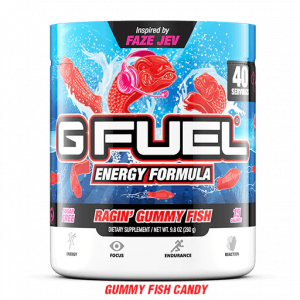 Inspired by
FAZE JEV
40
SERVINGS
G FUEL
ENERGY FORMULA
RAGIN' GUMMY FISH
DIETARY SUPPLEMENT / NET WT. 9.8 OZ (280 g)
ENERGY
FOCUS
ENDURANCE
REACTION
GUMMY FISH CANDY